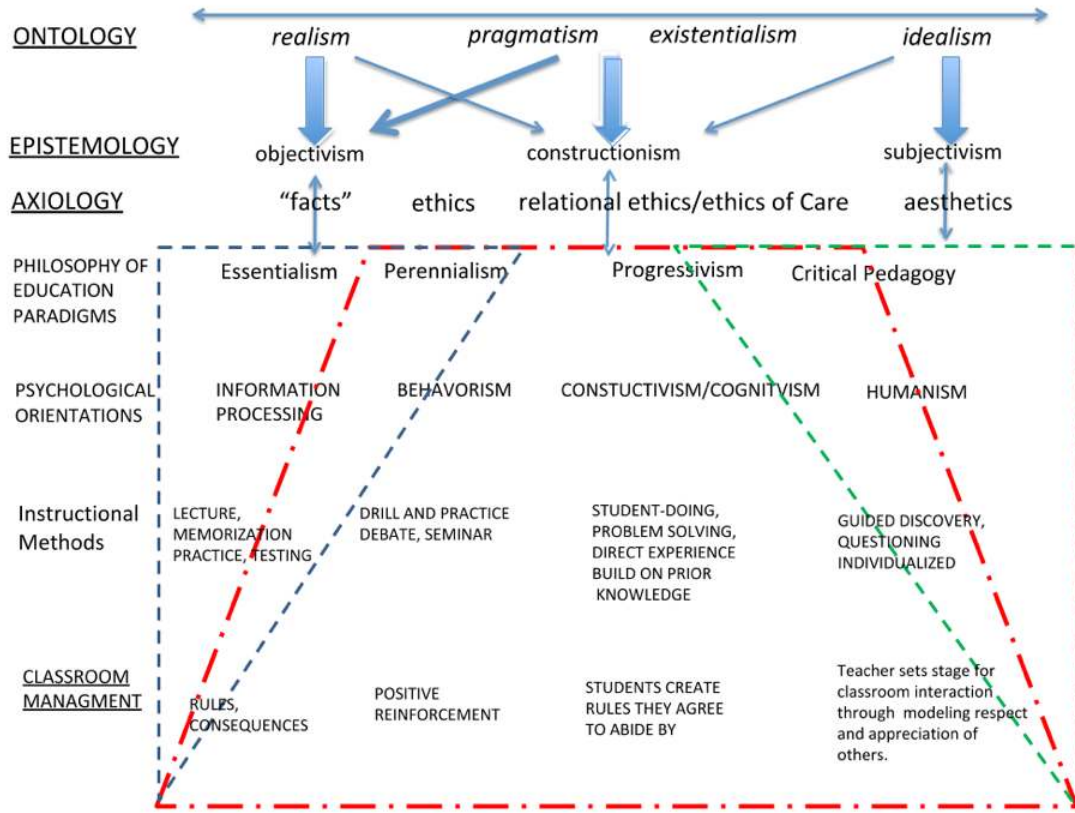 ONTOLOGY realism pragmatism existentialism idealism
EPISTEMOLOGY objectivism constructionism subjectivism
AXIOLOGY “facts” ethics relational ethics/ethics of Care aesthetics
PHILOSOPHY OF
EDUCATION
PARADIGMS
Essentialism Perennialism Progressivism Critical Pedagogy
PSYCHOLOGICAL
ORIENTATIONS
INFORMATION
PROCESSING
BEHAVORISM
CONSTUCTIVISM/COGNITVISM
HUMANISM
Instructional
Methods
LECTURE,
MEMORIZATION
PRACTICE, TESTING
DRILL AND PRACTICE
DEBATE, SEMINAR
STUDENT-DOING,
PROBLEM SOLVING,
DIRECT EXPERIENCE
BUILD ON PRIOR
KNOWLEDGE
GUIDED DISCOVERY,
QUESTIONING
INDIVIDUALIZED
CLASSROOM
MANAGMENT
RULES,
CONSEQUENCES
POSITIVE
REINFORCEMENT
STUDENTS CREATE
RULES THEY AGREE
TO ABIDE BY
Teacher sets stage for
classroom interaction
through modeling respect
and appreciation of
others.